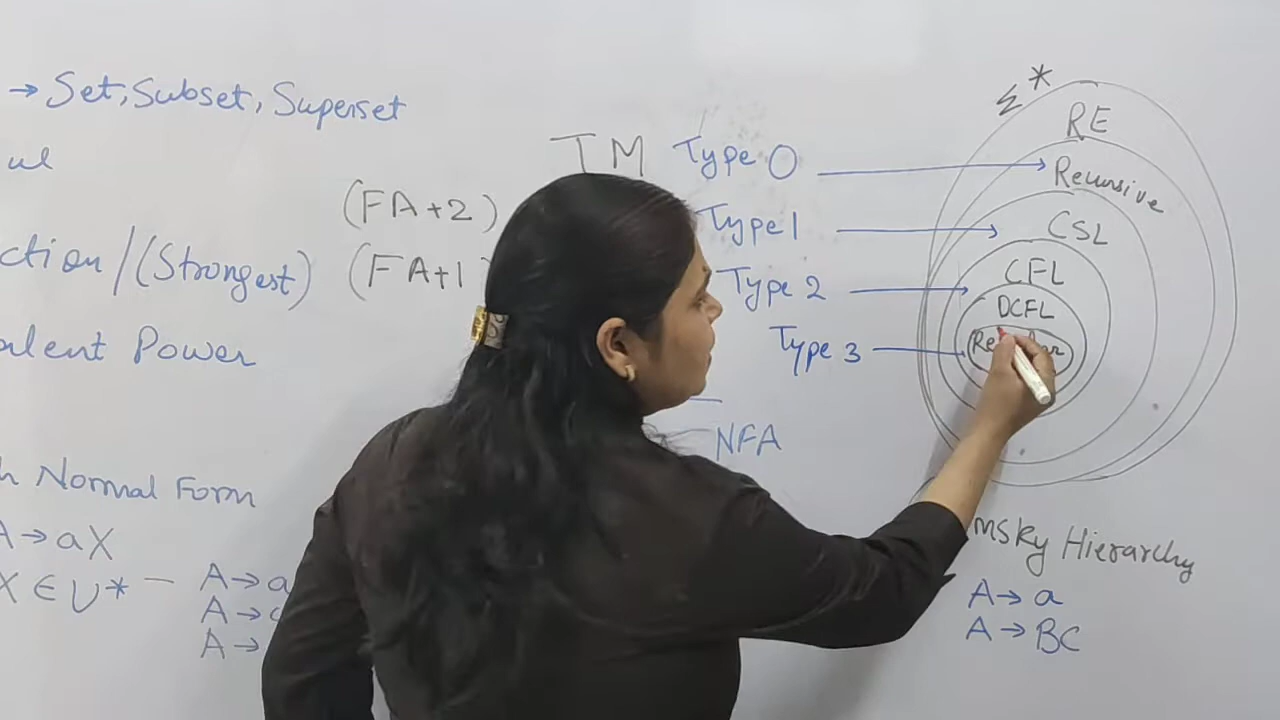 → Set, Subset, Superset
ul
ction / (Strongest)
alent Power
Normal Form
A → aX
X ∈ V* — A → a
A →
A →
(FA+2)
(FA+1
TM Type 0
Type 1
Type 2
Type 3
NFA
Σ*
RE
Recursive
CSL
CFL
DCFL
msky Hierarchy
A → a
A → BC